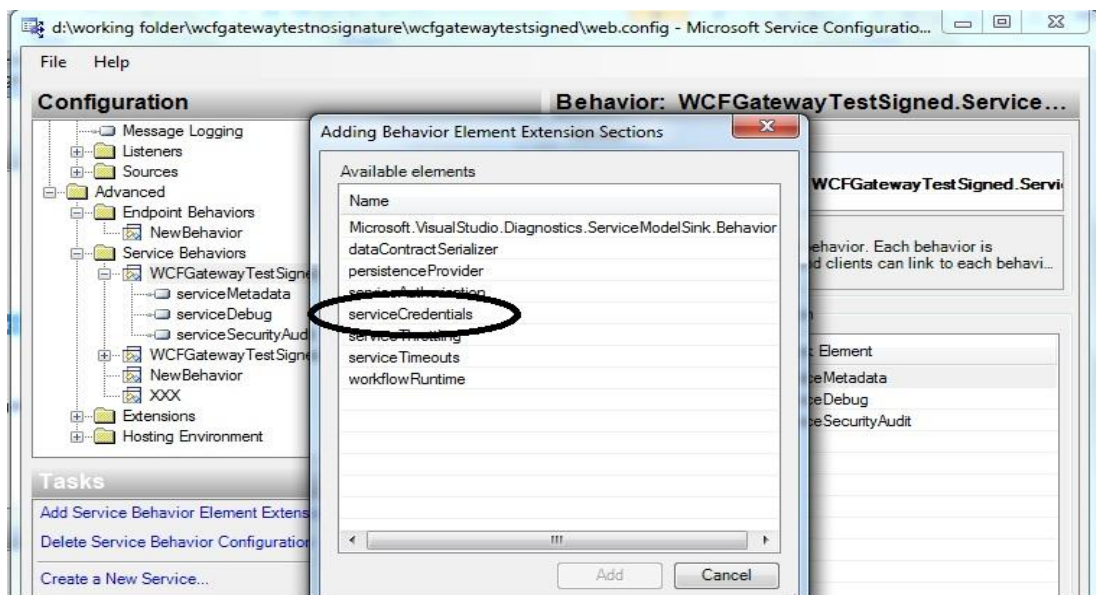 d:\working folder\wcfgatewaytestnosignature\wcfgatewaytestsigned\web.config - Microsoft Service Configuratio...
File Help
Configuration
Behavior: WCFGatewayTestSigned.Service...
Message Logging
Listeners
Sources
Advanced
Endpoint Behaviors
NewBehavior
Service Behaviors
WCFGatewayTestSigne
serviceMetadata
serviceDebug
serviceSecurityAud
WCFGatewayTestSigne
NewBehavior
XXX
Extensions
Hosting Environment
Tasks
Add Service Behavior Element Extens
Delete Service Behavior Configuration
Create a New Service...
Adding Behavior Element Extension Sections
Available elements
Name
Microsoft.VisualStudio.Diagnostics.ServiceModelSink.Behavior
dataContractSerializer
persistenceProvider
serviceAuthorization
serviceCredentials
serviceThrottling
serviceTimeouts
workflowRuntime
Add Cancel
WCFGatewayTestSigned.Servi
ehavior. Each behavior is
d clients can link to each behavi...
Element
eMetadata
eDebug
eSecurityAudit